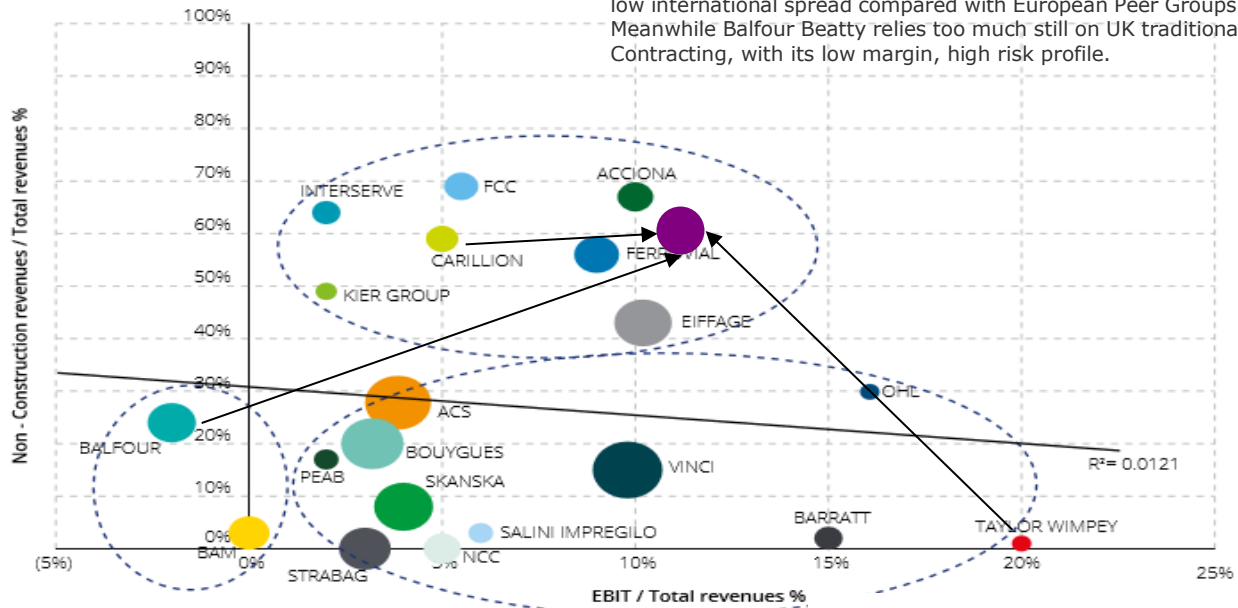 low international spread compared with European Peer Groups
Meanwhile Balfour Beatty relies too much still on UK traditiona
Contracting, with its low margin, high risk profile.
100%
90%
80%
70%
60%
50%
40%
30%
20%
10%
0%
Non - Construction revenues / Total revenues %
INTERSERVE
FCC
ACCIONA
CARILLION
FERROVIAL
KIER GROUP
EIFFAGE
OHL
ACS
BALFOUR
BOUYGUES
PEAB
VINCI
R²= 0.0121
SKANSKA
SALINI IMPREGILO
BARRATT
TAYLOR WIMPEY
BAM
NCC
STRABAG
(5%)
0%
5%
10%
15%
20%
25%
EBIT / Total revenues %